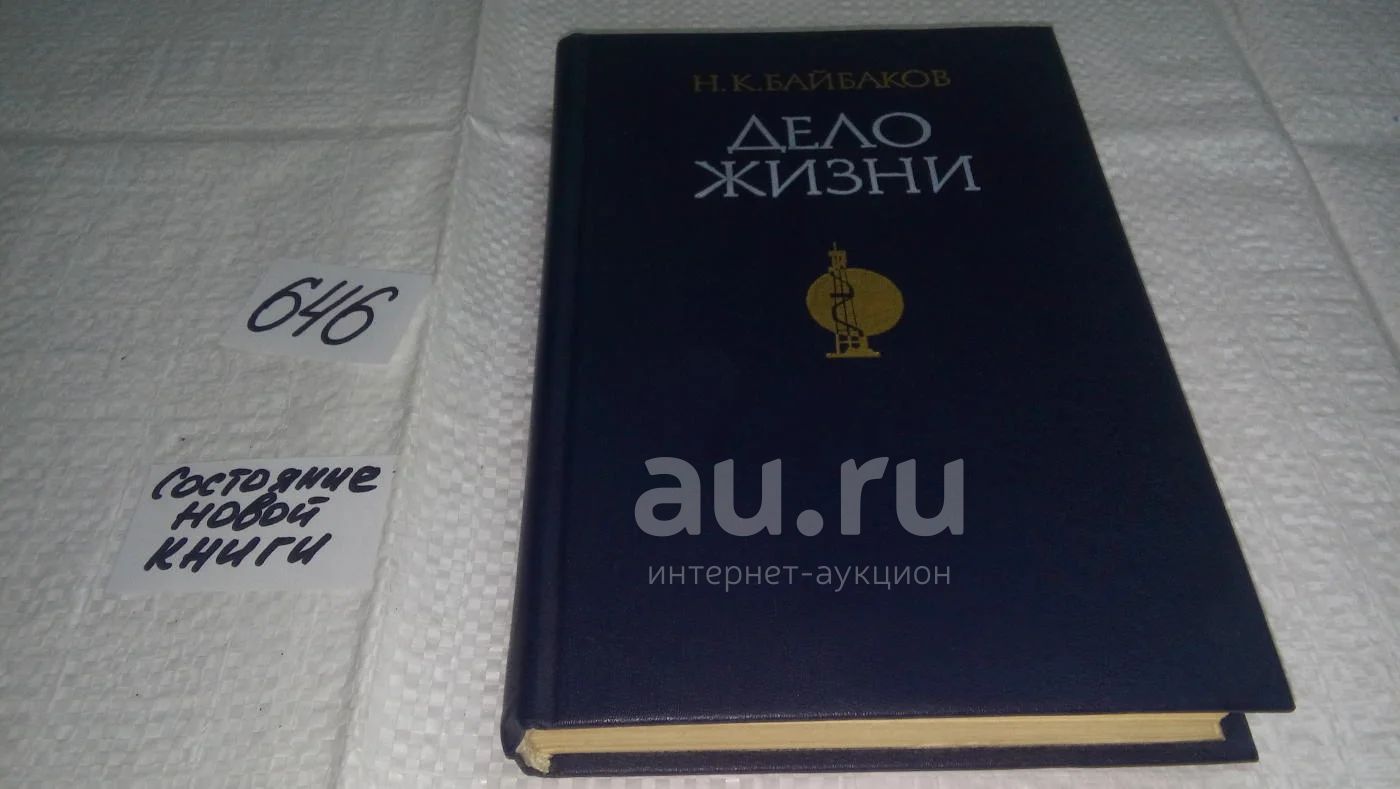 Н. К. БАЙБАКОВ
ДЕЛО
ЖИЗНИ
646
Состояние
новой
книги
au.ru
интернет-аукцион